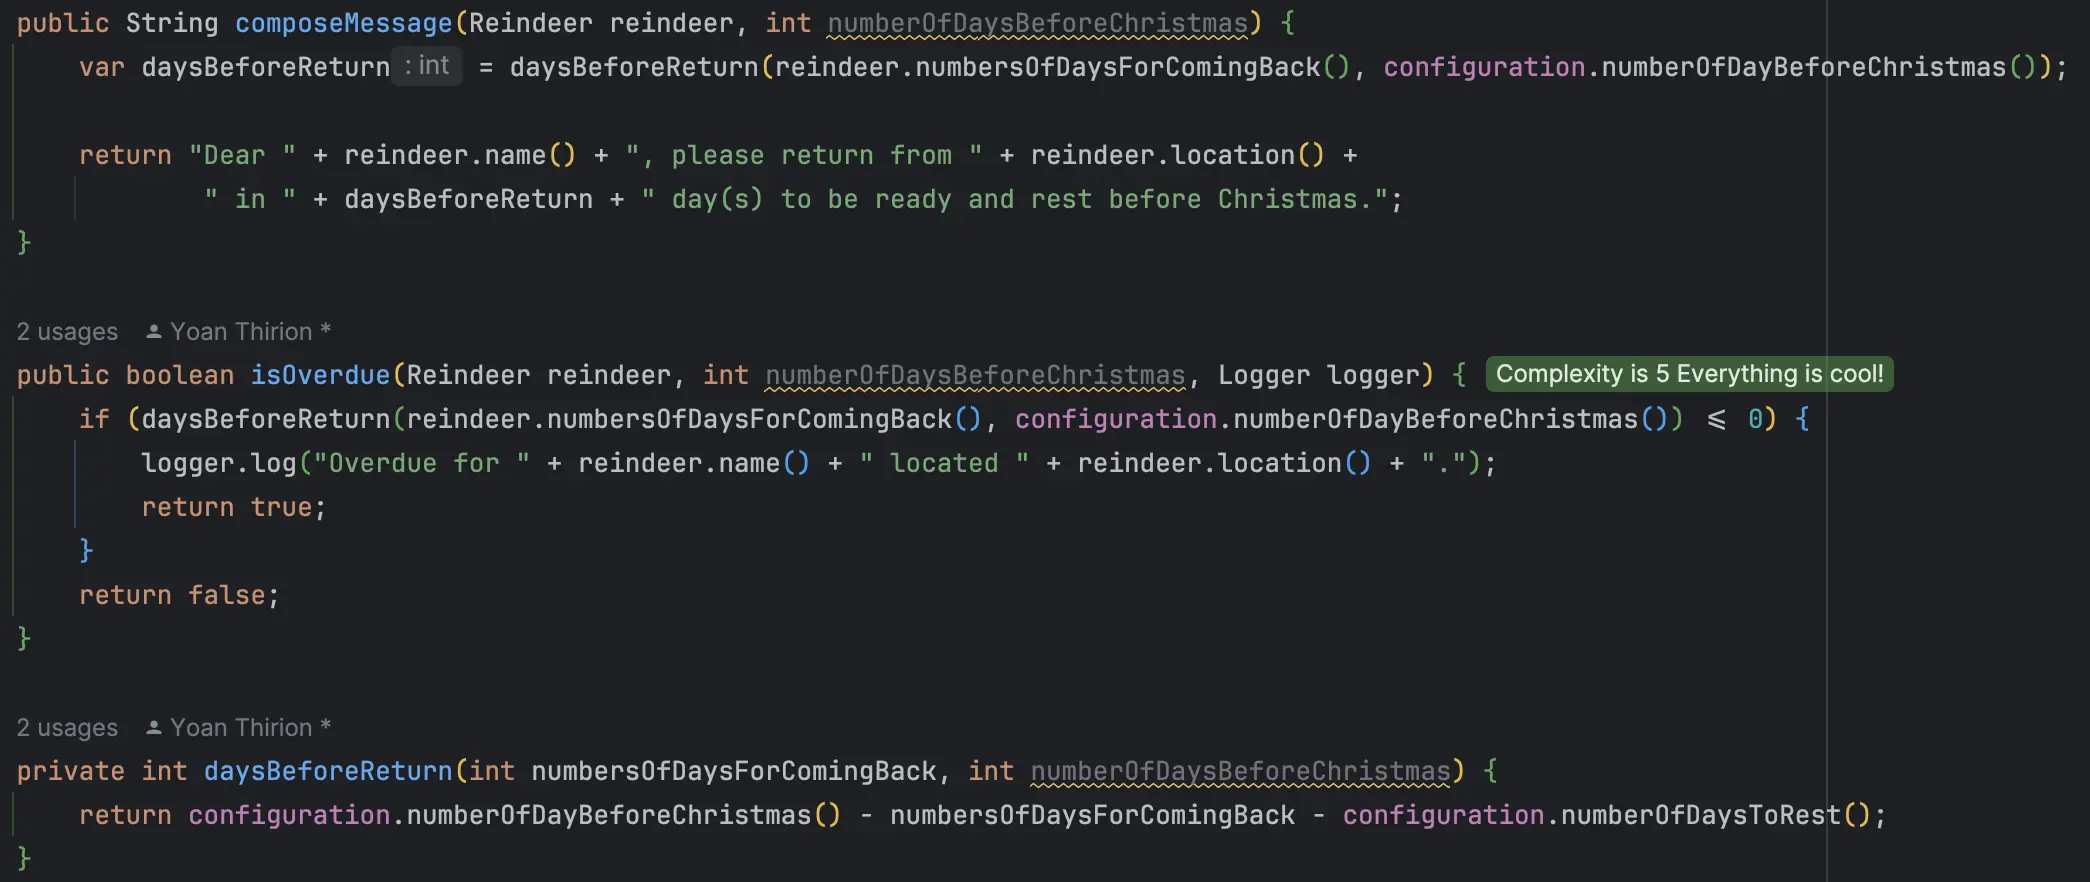 public String composeMessage(Reindeer reindeer, int numberOfDaysBeforeChristmas) {
    var daysBeforeReturn : int = daysBeforeReturn(reindeer.numbersOfDaysForComingBack(), configuration.numberOfDayBeforeChristmas());
    return "Dear " + reindeer.name() + ", please return from " + reindeer.location() +
            " in " + daysBeforeReturn + " day(s) to be ready and rest before Christmas.";
}
2 usages Yoan Thirion *
public boolean isOverdue(Reindeer reindeer, int numberOfDaysBeforeChristmas, Logger logger) { Complexity is 5 Everything is cool!
    if (daysBeforeReturn(reindeer.numbersOfDaysForComingBack(), configuration.numberOfDayBeforeChristmas()) ≤ 0) {
        logger.log("Overdue for " + reindeer.name() + " located " + reindeer.location() + ".");
        return true;
    }
    return false;
}
2 usages Yoan Thirion *
private int daysBeforeReturn(int numbersOfDaysForComingBack, int numberOfDaysBeforeChristmas) {
    return configuration.numberOfDayBeforeChristmas() - numbersOfDaysForComingBack - configuration.numberOfDaysToRest();
}